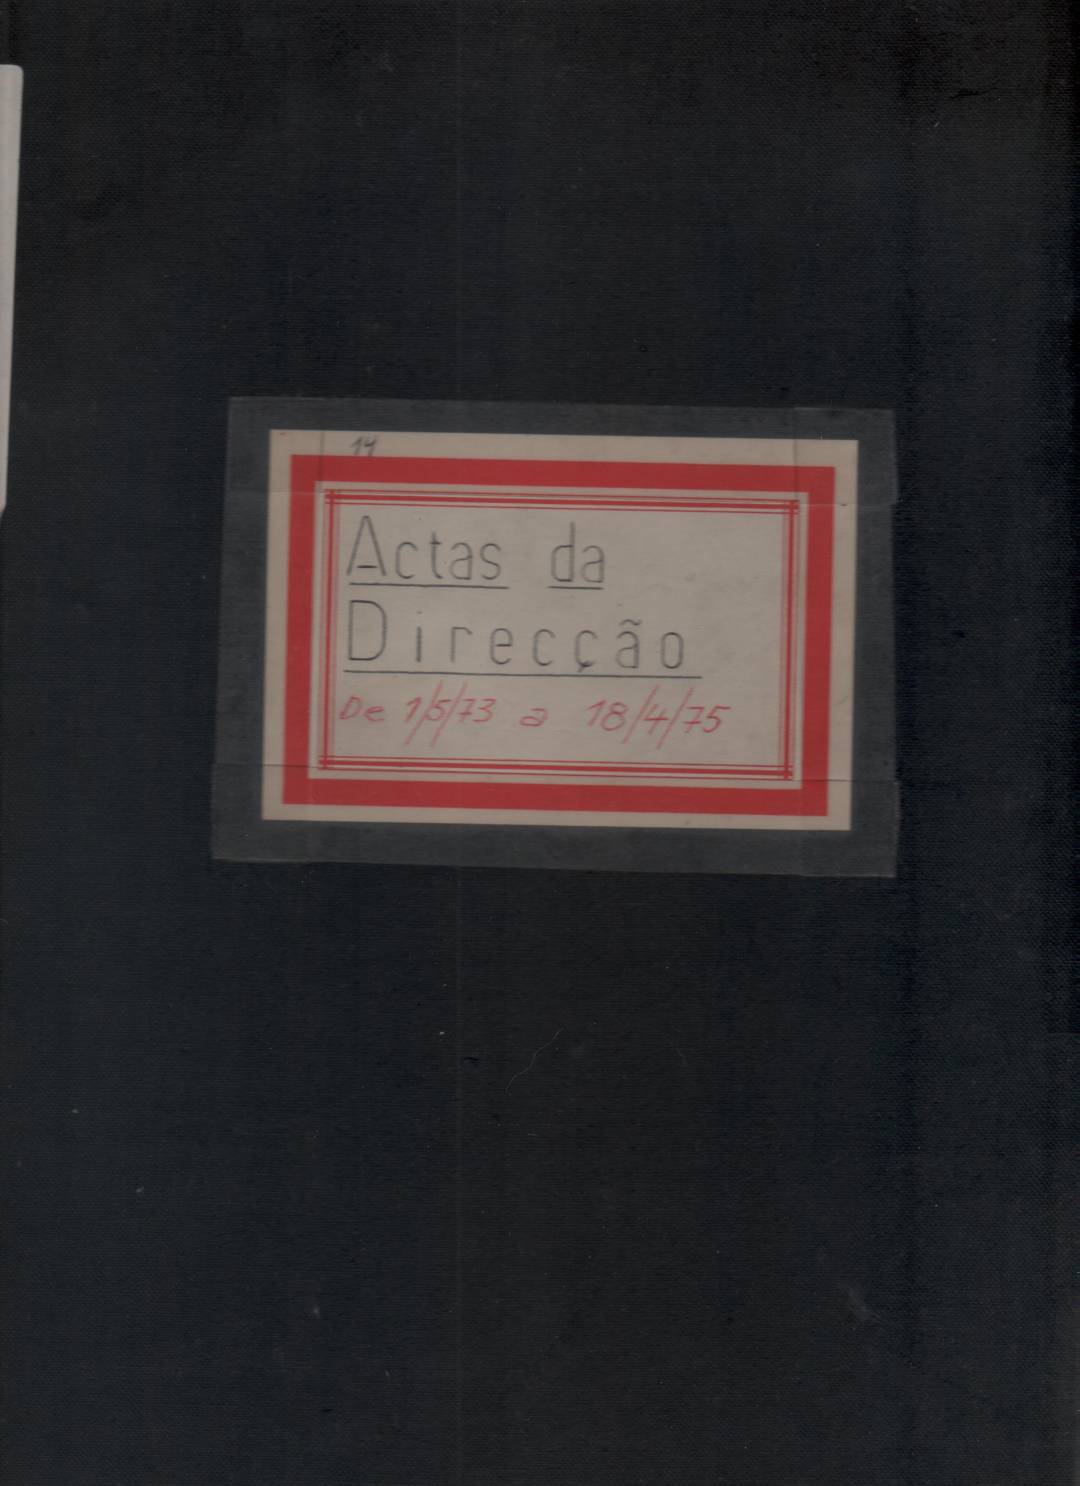 14
Actas da
Direcção
De 1/5/73 a 18/4/75